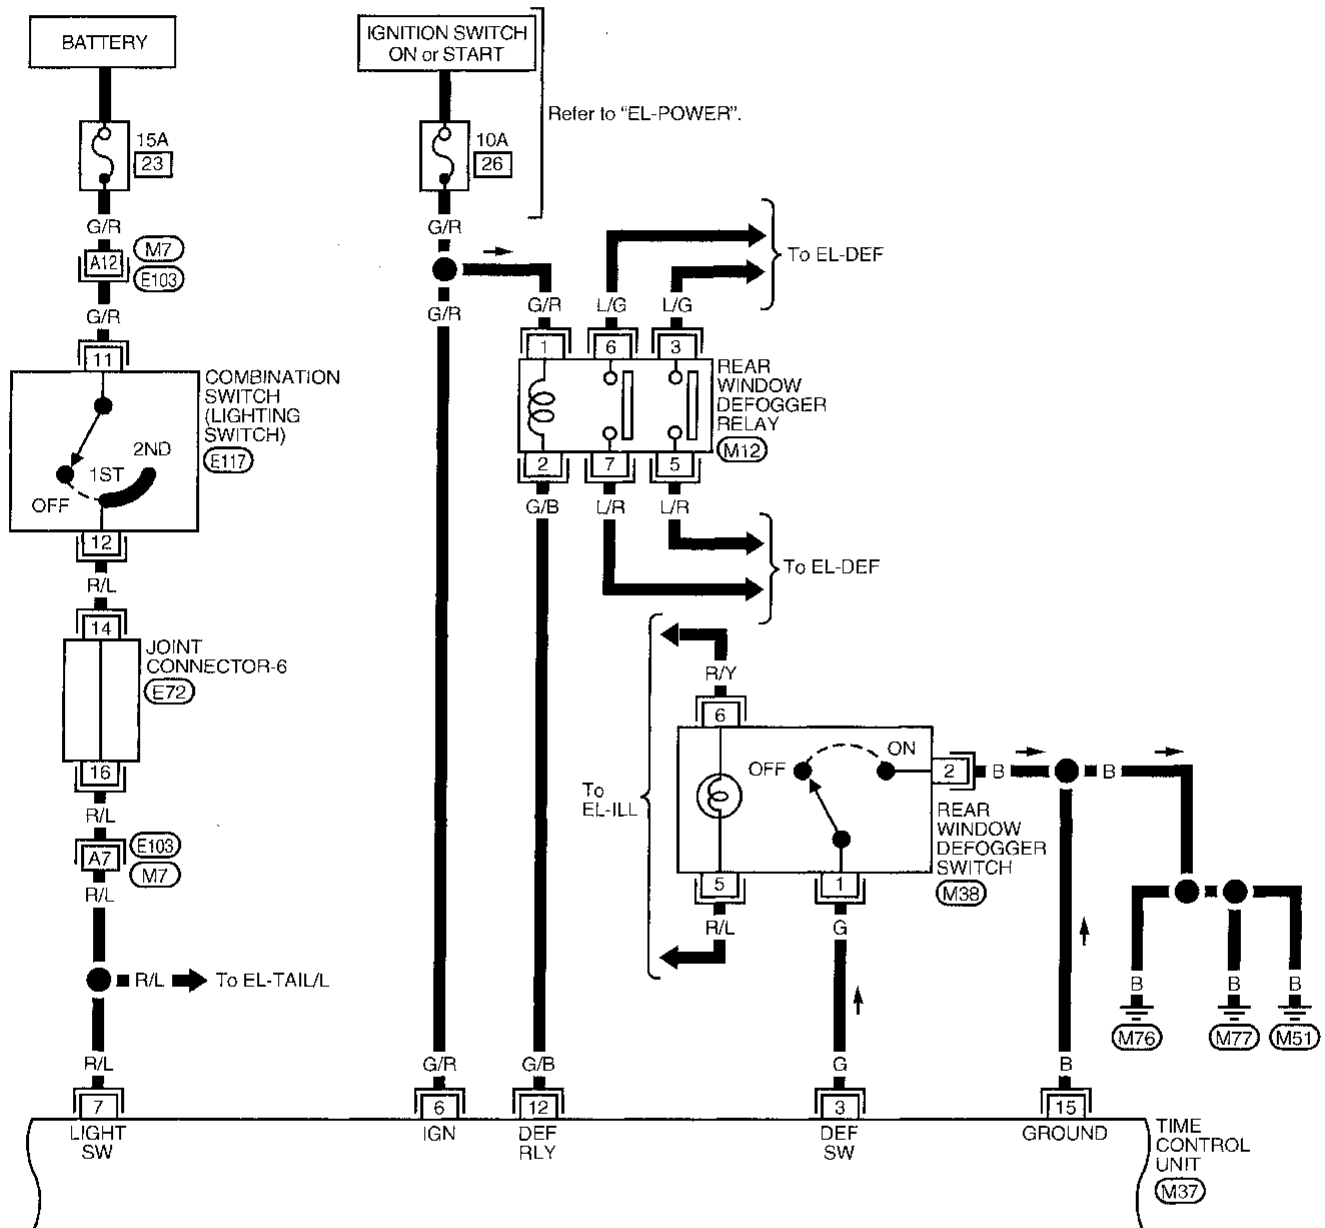 BATTERY
IGNITION SWITCH
ON or START
Refer to "EL-POWER".
15A
23
10A
26
G/R
G/R
A12
M7
E103
To EL-DEF
G/R
G/R
G/R
L/G
L/G
11
1
6
3
COMBINATION
SWITCH
(LIGHTING
SWITCH)
E117
REAR
WINDOW
DEFOGGER
RELAY
M12
OFF
1ST
2ND
2
7
5
G/B
L/R
L/R
12
R/L
To EL-DEF
14
JOINT
CONNECTOR-6
E72
16
R/L
R/Y
6
To
EL-ILL
OFF
ON
2
B
B
REAR
WINDOW
DEFOGGER
SWITCH
M38
5
1
R/L
G
A7
E103
M7
R/L
R/L
To EL-TAIL/L
B
B
B
M76
M77
M51
R/L
G/R
G/B
G
B
7
6
12
3
15
LIGHT
SW
IGN
DEF
RLY
DEF
SW
GROUND
TIME
CONTROL
UNIT
M37